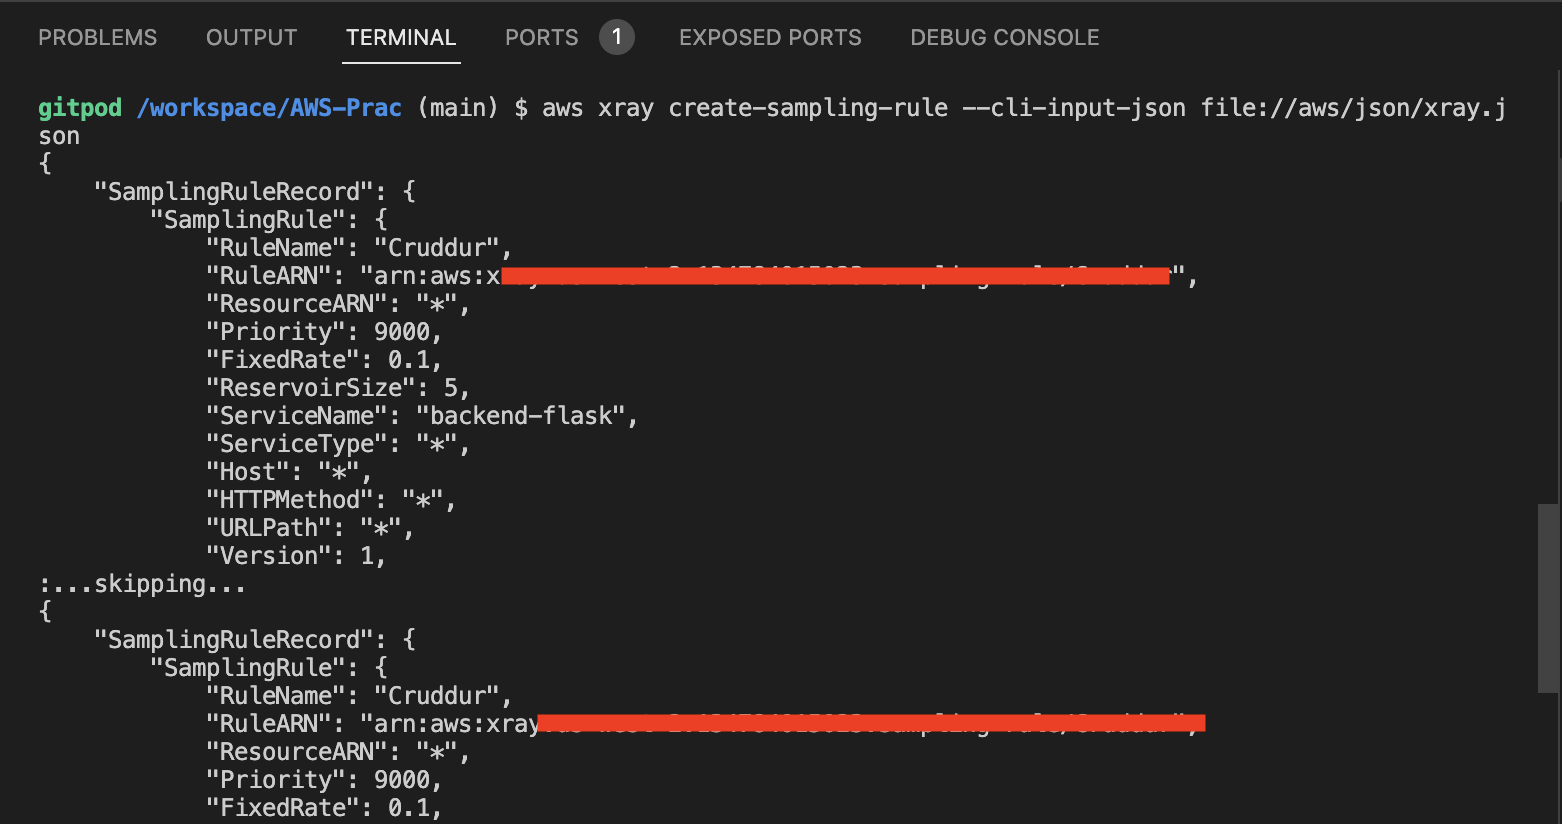 PROBLEMS OUTPUT TERMINAL PORTS 1 EXPOSED PORTS DEBUG CONSOLE
gitpod /workspace/AWS-Prac (main) $ aws xray create-sampling-rule --cli-input-json file://aws/json/xray.j
son
{
"SamplingRuleRecord": {
"SamplingRule": {
"RuleName": "Cruddur",
"RuleARN": "arn:aws:x",
"ResourceARN": "*",
"Priority": 9000,
"FixedRate": 0.1,
"ReservoirSize": 5,
"ServiceName": "backend-flask",
"ServiceType": "*",
"Host": "*",
"HTTPMethod": "*",
"URLPath": "*",
"Version": 1,
:...skipping...
{
"SamplingRuleRecord": {
"SamplingRule": {
"RuleName": "Cruddur",
"RuleARN": "arn:aws:xray
"ResourceARN": "*",
"Priority": 9000,
"FixedRate": 0.1,